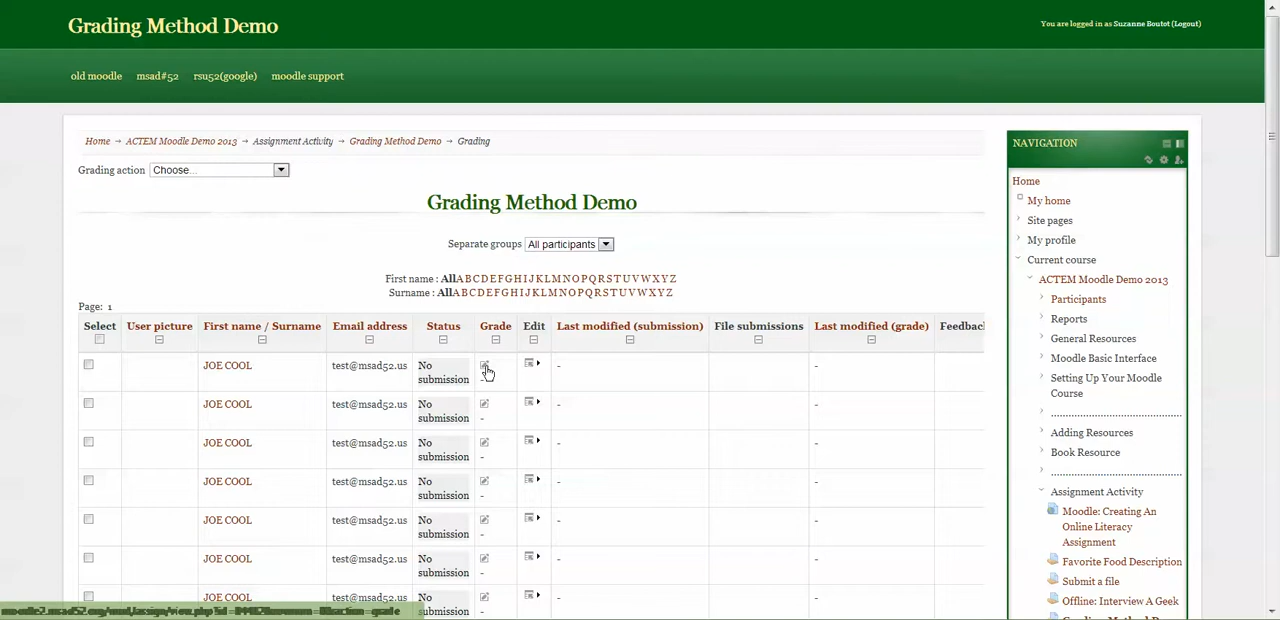 Grading Method Demo
You are logged in as Suzanne Boutot (Logout)
old moodle msad#52 rsu52(google) moodle support
Home → ACTEM Moodle Demo 2013 → Assignment Activity → Grading Method Demo → Grading
Grading action Choose...
Grading Method Demo
Separate groups All participants
First name : All A B C D E F G H I J K L M N O P Q R S T U V W X Y Z
Surname : All A B C D E F G H I J K L M N O P Q R S T U V W X Y Z
Page: 1
Select User picture First name / Surname Email address Status Grade Edit Last modified (submission) File submissions Last modified (grade) Feedbac
JOE COOL test@msad52.us No submission - - -
JOE COOL test@msad52.us No submission - - -
JOE COOL test@msad52.us No submission - - -
JOE COOL test@msad52.us No submission - - -
JOE COOL test@msad52.us No submission - - -
JOE COOL test@msad52.us No submission - - -
JOE COOL test@msad52.us No submission - -
NAVIGATION
Home
My home
Site pages
My profile
Current course
ACTEM Moodle Demo 2013
Participants
Reports
General Resources
Moodle Basic Interface
Setting Up Your Moodle
Course
Adding Resources
Book Resource
Assignment Activity
Moodle: Creating An
Online Literacy
Assignment
Favorite Food Description
Submit a file
Offline: Interview A Geek
Grading Method D